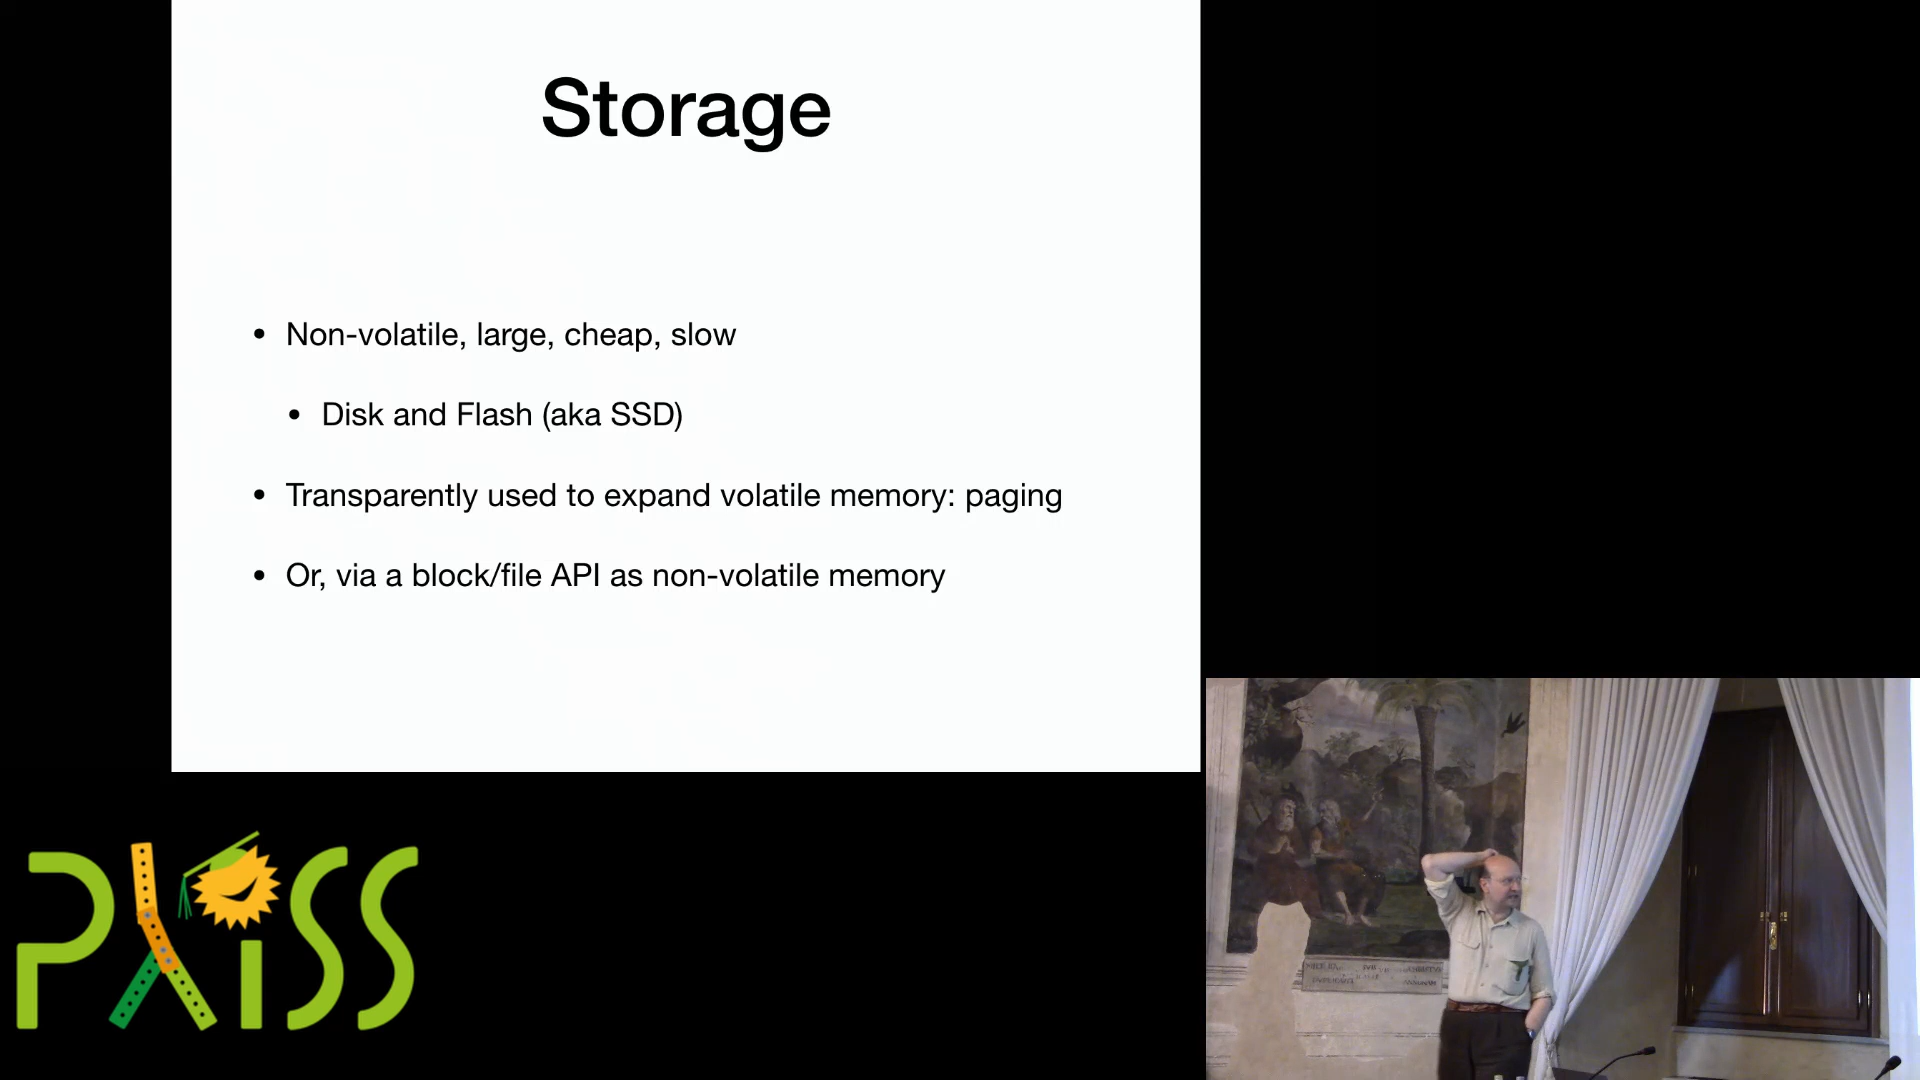 Storage
• Non-volatile, large, cheap, slow
• Disk and Flash (aka SSD)
• Transparently used to expand volatile memory: paging
• Or, via a block/file API as non-volatile memory
PXISS